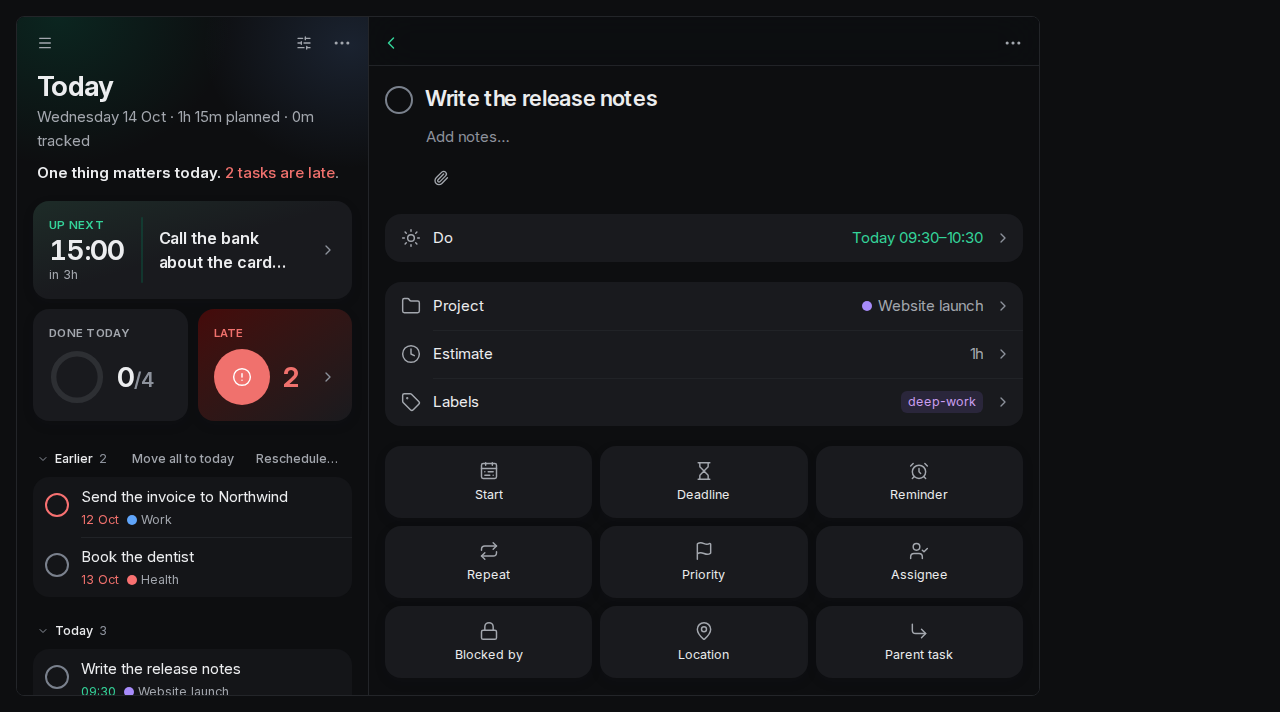 Today
Wednesday 14 Oct · 1h 15m planned · 0m
tracked
One thing matters today. 2 tasks are late.
UP NEXT
15:00
in 3h
Call the bank
about the card…
DONE TODAY
0/4
LATE
2
Earlier 2 Move all to today Reschedule…
Send the invoice to Northwind
12 Oct Work
Book the dentist
13 Oct Health
Today 3
Write the release notes
09:30 Website launch
Write the release notes
Add notes…
Do Today 09:30–10:30
Project Website launch
Estimate 1h
Labels deep-work
Start Deadline Reminder
Repeat Priority Assignee
Blocked by Location Parent task